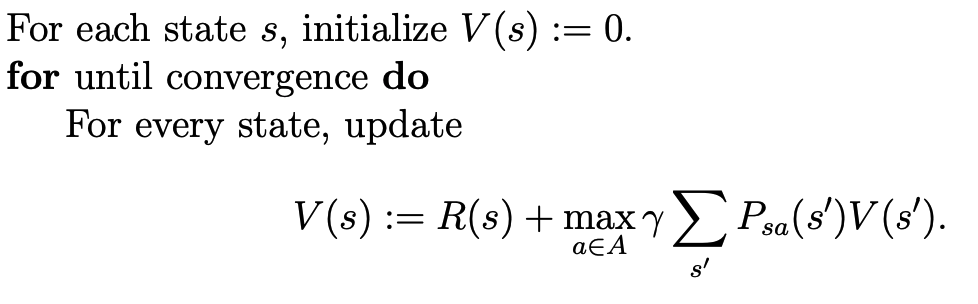 For each state s, initialize V(s) := 0.
for until convergence do
For every state, update
V(s) := R(s) + max_{a∈A} γ ∑_{s′} P_{sa}(s′)V(s′).